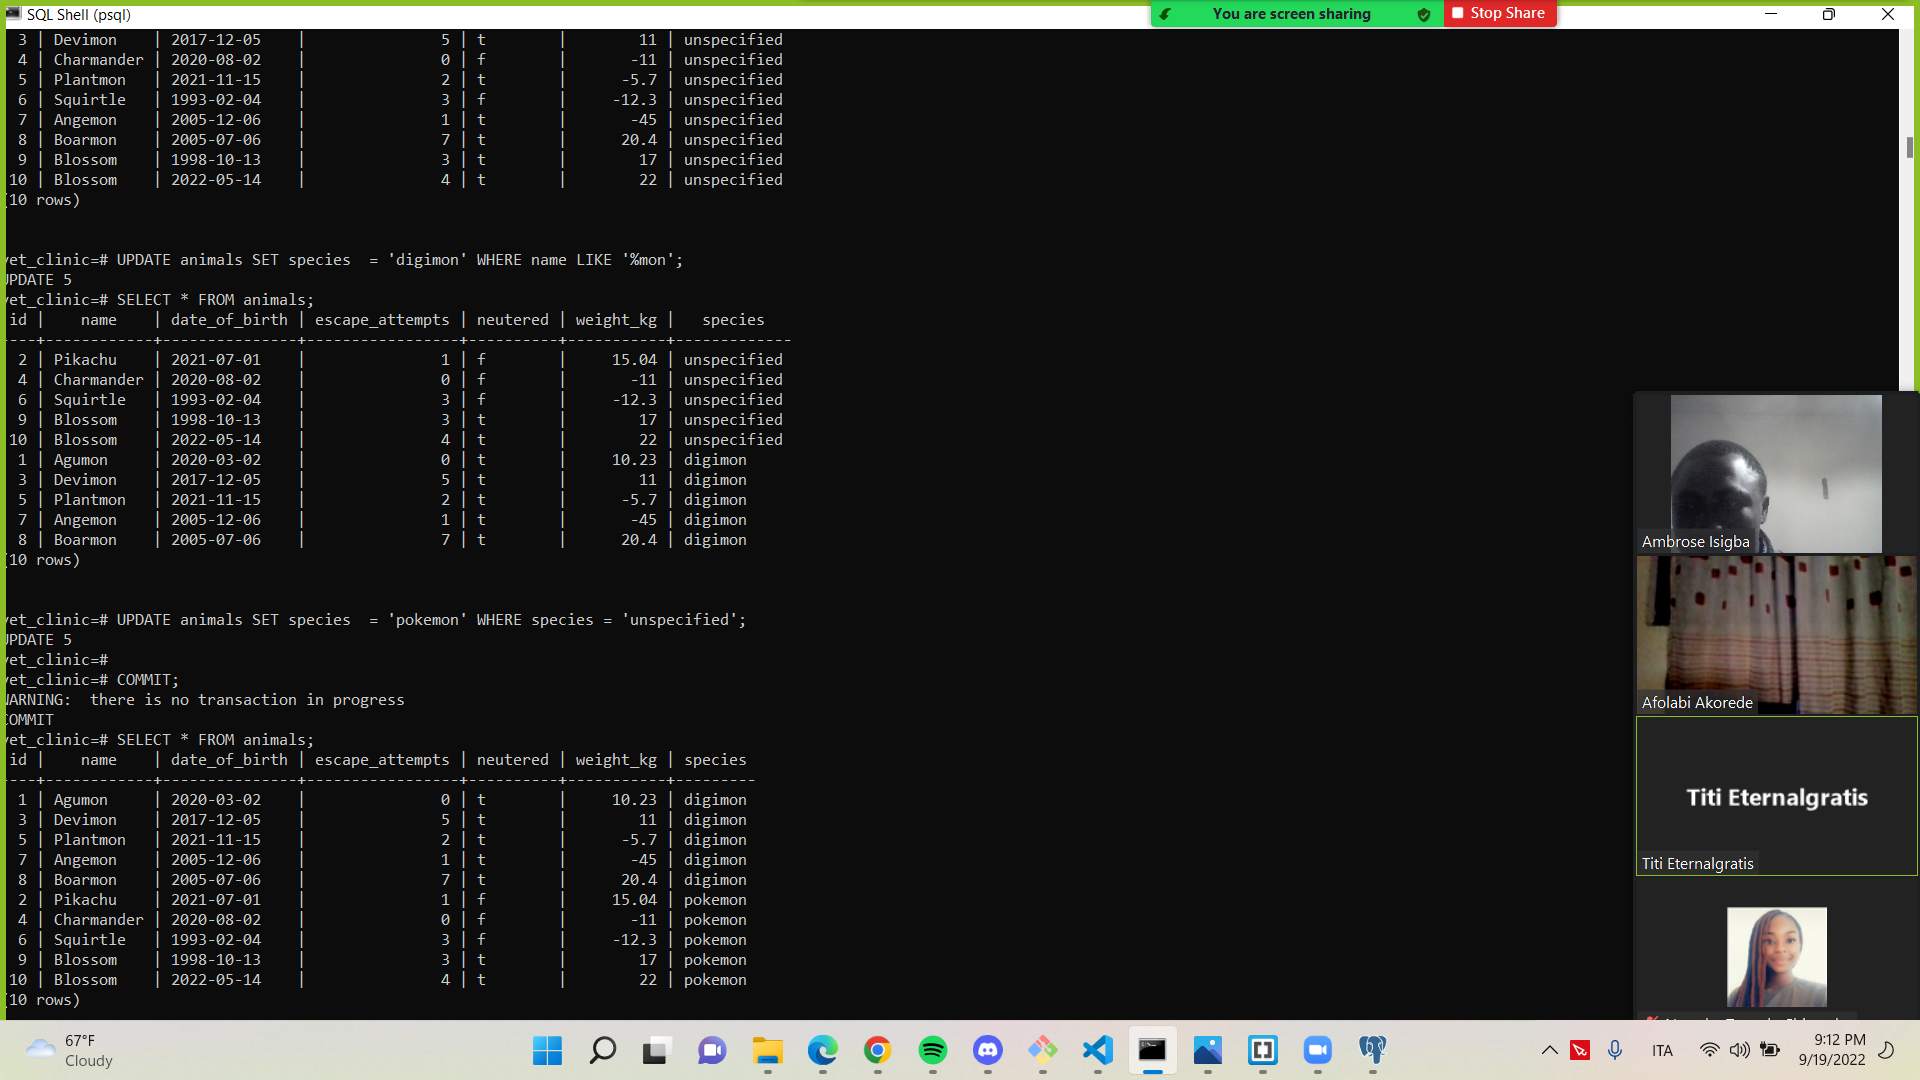 SQL Shell (psql)
You are screen sharing
Stop Share
3 | Devimon | 2017-12-05 | 5 | t | 11 | unspecified
4 | Charmander | 2020-08-02 | 0 | f | -11 | unspecified
5 | Plantmon | 2021-11-15 | 2 | t | -5.7 | unspecified
6 | Squirtle | 1993-02-04 | 3 | f | -12.3 | unspecified
7 | Angemon | 2005-12-06 | 1 | t | -45 | unspecified
8 | Boarmon | 2005-07-06 | 7 | t | 20.4 | unspecified
9 | Blossom | 1998-10-13 | 3 | t | 17 | unspecified
10 | Blossom | 2022-05-14 | 4 | t | 22 | unspecified
(10 rows)
vet_clinic=# UPDATE animals SET species  = 'digimon' WHERE name LIKE '%mon';
UPDATE 5
vet_clinic=# SELECT * FROM animals;
id | name | date_of_birth | escape_attempts | neutered | weight_kg | species
----+------------+---------------+-----------------+----------+-----------+-------------
2 | Pikachu | 2021-07-01 | 1 | f | 15.04 | unspecified
4 | Charmander | 2020-08-02 | 0 | f | -11 | unspecified
6 | Squirtle | 1993-02-04 | 3 | f | -12.3 | unspecified
9 | Blossom | 1998-10-13 | 3 | t | 17 | unspecified
10 | Blossom | 2022-05-14 | 4 | t | 22 | unspecified
1 | Agumon | 2020-03-02 | 0 | t | 10.23 | digimon
3 | Devimon | 2017-12-05 | 5 | t | 11 | digimon
5 | Plantmon | 2021-11-15 | 2 | t | -5.7 | digimon
7 | Angemon | 2005-12-06 | 1 | t | -45 | digimon
8 | Boarmon | 2005-07-06 | 7 | t | 20.4 | digimon
(10 rows)
vet_clinic=# UPDATE animals SET species  = 'pokemon' WHERE species = 'unspecified';
UPDATE 5
vet_clinic=#
vet_clinic=# COMMIT;
WARNING:  there is no transaction in progress
COMMIT
vet_clinic=# SELECT * FROM animals;
id | name | date_of_birth | escape_attempts | neutered | weight_kg | species
----+------------+---------------+-----------------+----------+-----------+---------
1 | Agumon | 2020-03-02 | 0 | t | 10.23 | digimon
3 | Devimon | 2017-12-05 | 5 | t | 11 | digimon
5 | Plantmon | 2021-11-15 | 2 | t | -5.7 | digimon
7 | Angemon | 2005-12-06 | 1 | t | -45 | digimon
8 | Boarmon | 2005-07-06 | 7 | t | 20.4 | digimon
2 | Pikachu | 2021-07-01 | 1 | f | 15.04 | pokemon
4 | Charmander | 2020-08-02 | 0 | f | -11 | pokemon
6 | Squirtle | 1993-02-04 | 3 | f | -12.3 | pokemon
9 | Blossom | 1998-10-13 | 3 | t | 17 | pokemon
10 | Blossom | 2022-05-14 | 4 | t | 22 | pokemon
(10 rows)
Ambrose Isigba
Afolabi Akorede
Titi Eternalgratis
Titi Eternalgratis
67°F
Cloudy
ITA
9:12 PM
9/19/2022